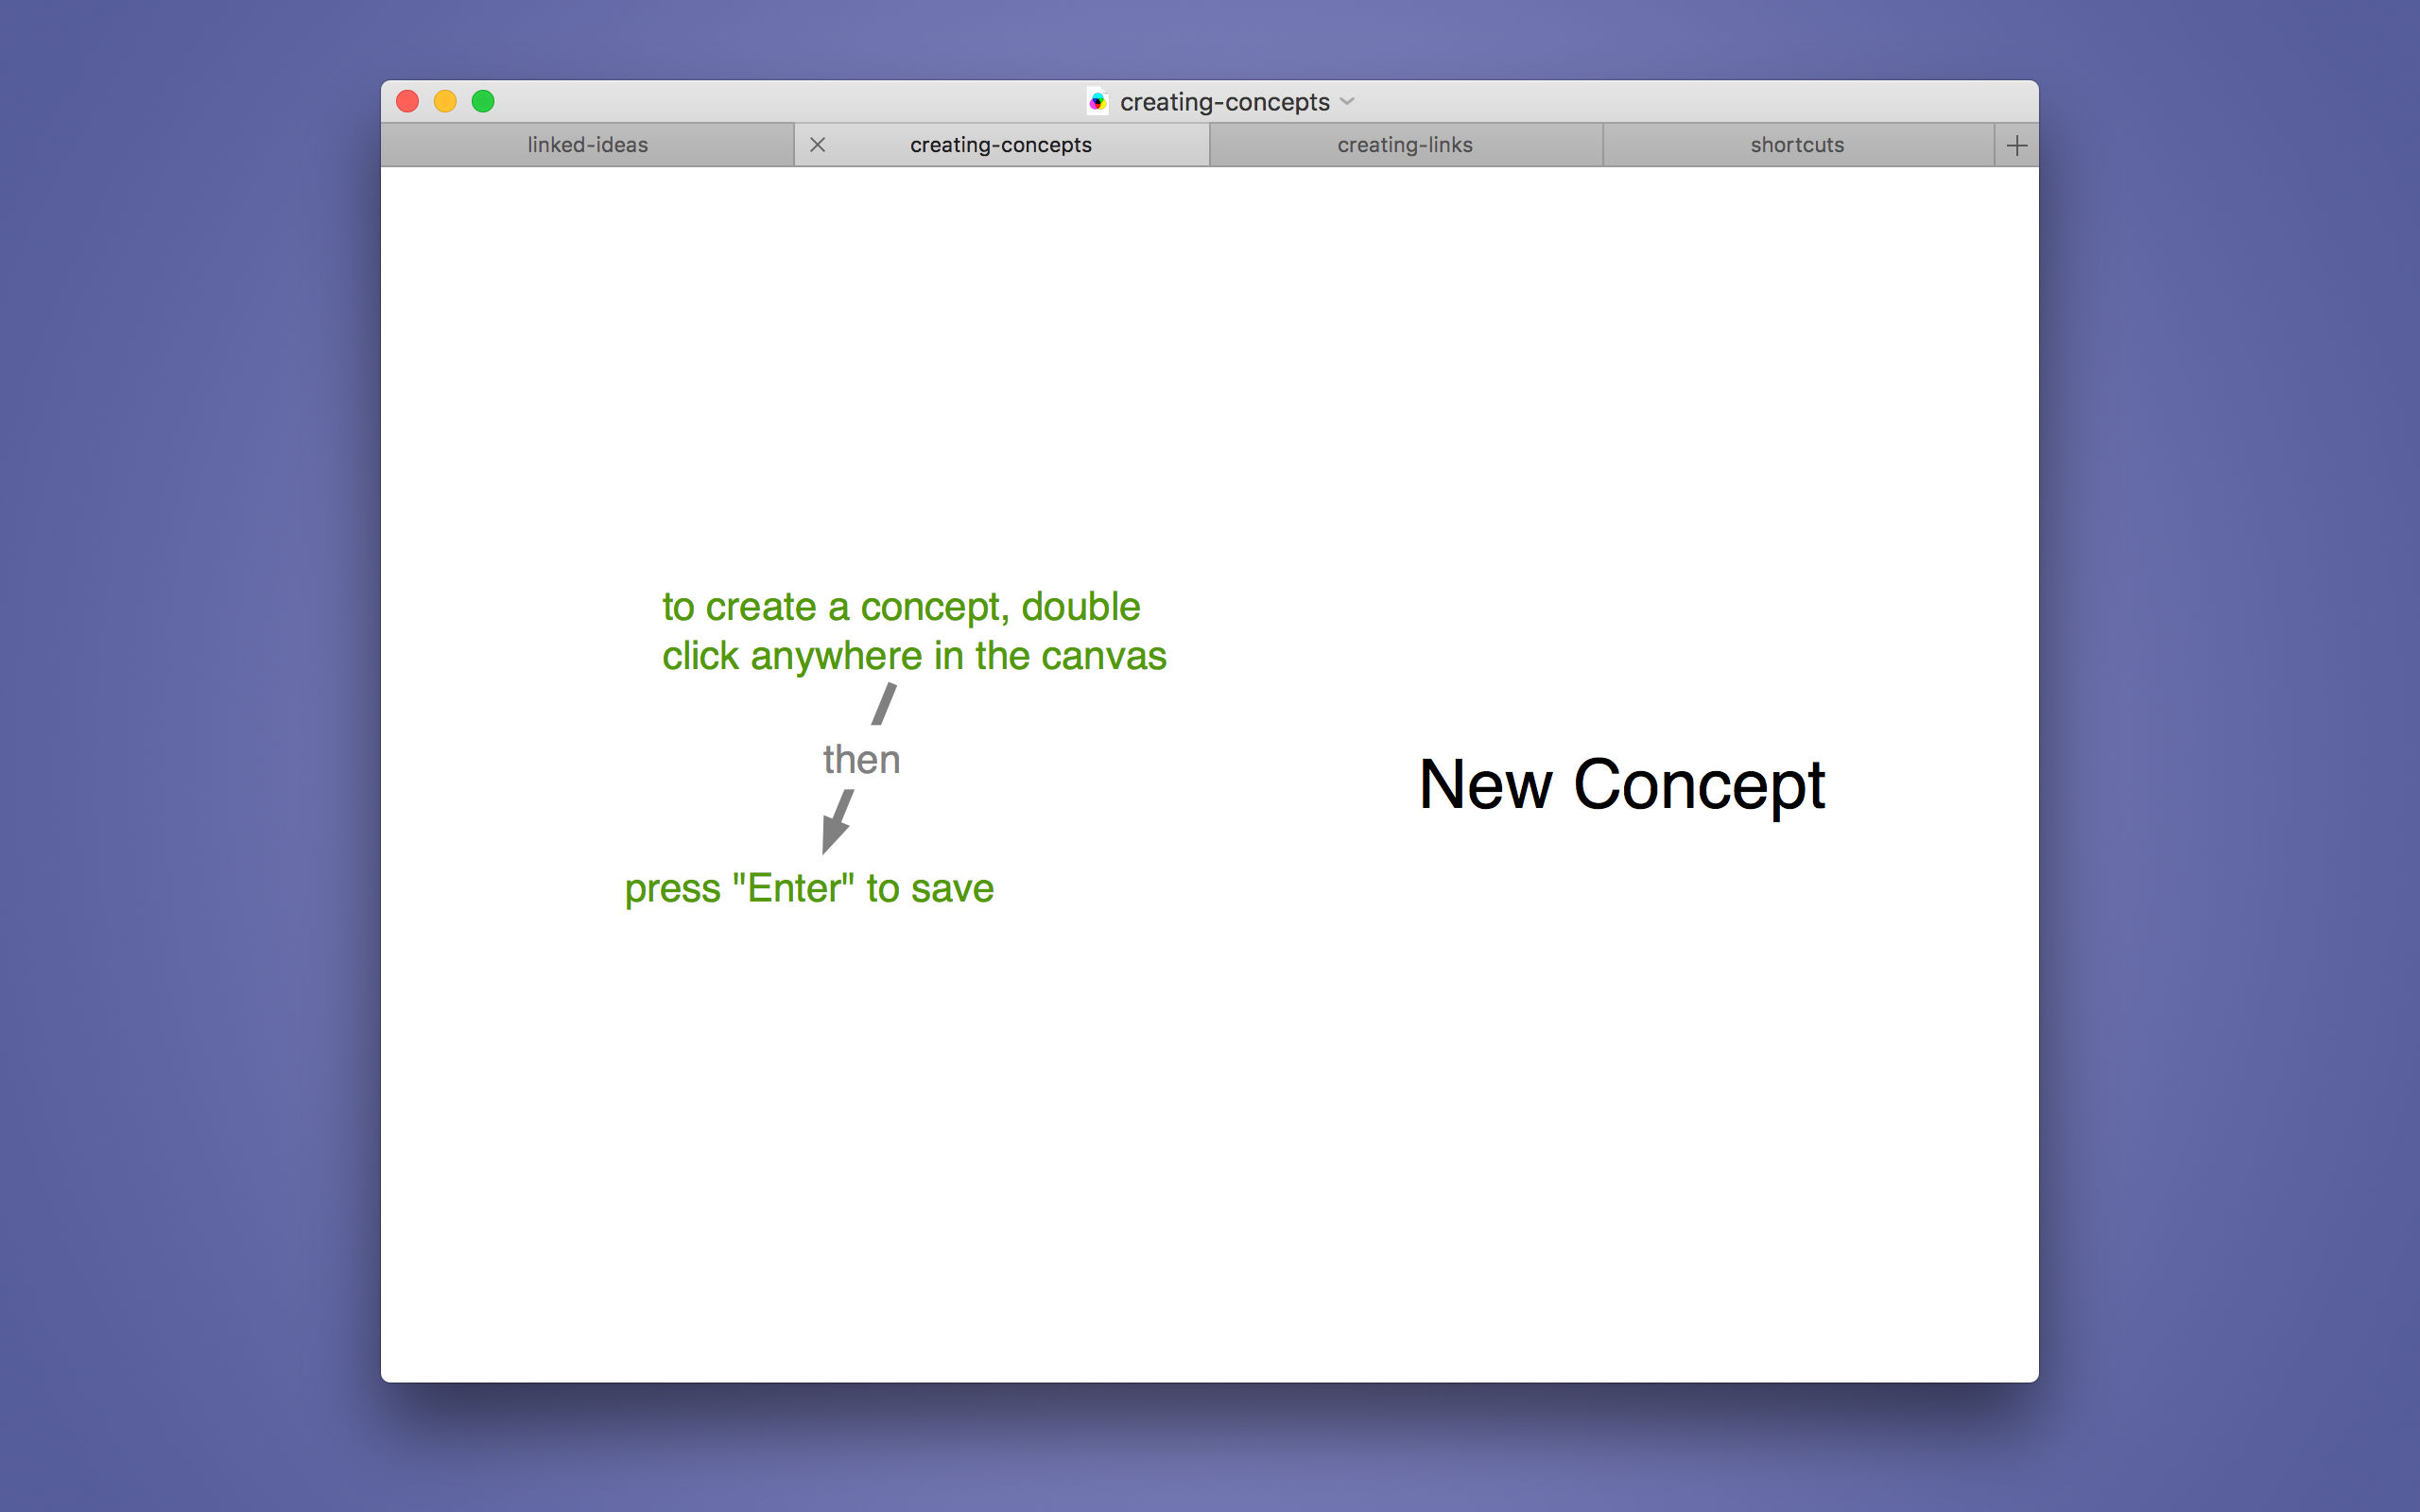 creating-concepts
linked-ideas
creating-concepts
creating-links
shortcuts
to create a concept, double
click anywhere in the canvas
then
New Concept
press "Enter" to save